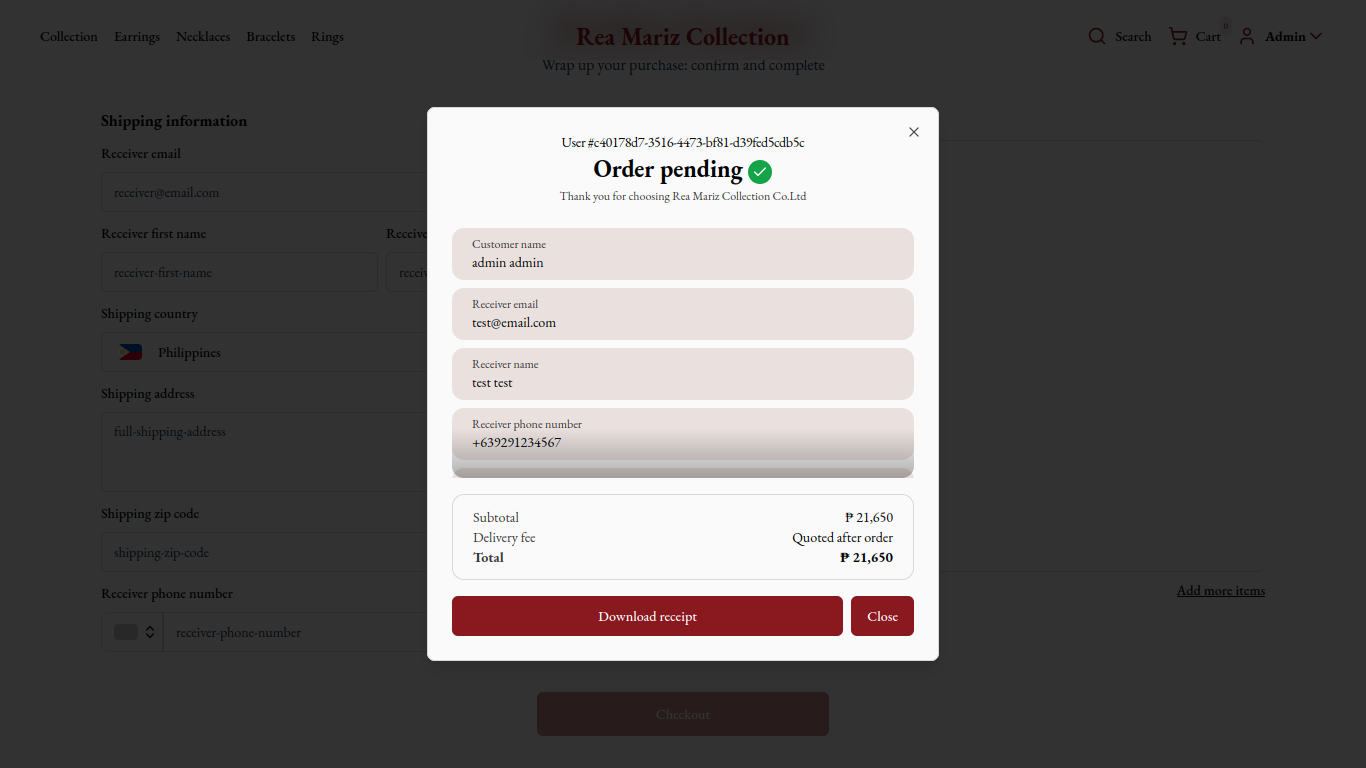 Collection Earrings Necklaces Bracelets Rings
Rea Mariz Collection
Search Cart 0 Admin
Wrap up your purchase: confirm and complete
Shipping information
Receiver email
receiver@email.com
Receiver first name
Receive
receiver-first-name
receiv
Shipping country
Philippines
Shipping address
full-shipping-address
Shipping zip code
shipping-zip-code
Receiver phone number
receiver-phone-number
User #c40178d7-3516-4473-bf81-d39fed5cdb5c
Order pending
Thank you for choosing Rea Mariz Collection Co.Ltd
Customer name
admin admin
Receiver email
test@email.com
Receiver name
test test
Receiver phone number
+639291234567
Subtotal ₱ 21,650
Delivery fee Quoted after order
Total ₱ 21,650
Download receipt Close
Add more items
Checkout